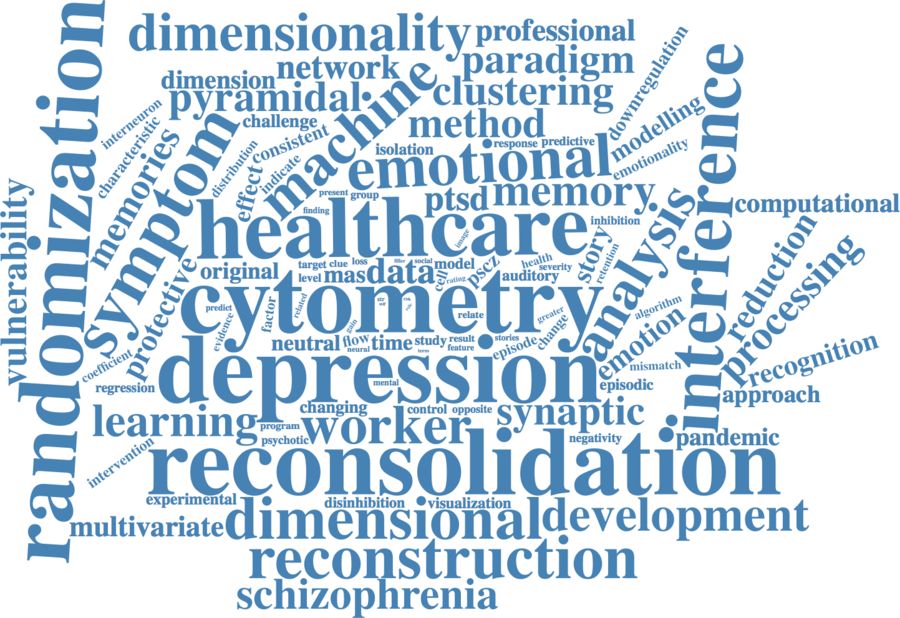 dimensionality
professional
network
paradigm
dimension
pyramidal
machine
clustering
downregulation
randomization
interneuron
challenge
method
modelling
characteristic
symptom
consistent
isolation
response
predictive
distribution
indicate
emotional
emotionality
interference
memories
effect
present
group
ptsd
memory
vulnerability
finding
healthcare
inhibition
computational
image
story
analysis
protective
original
target
clue
loss
filter
social
model
health
severity
retention
reduction
processing
level
mas
data
cell
rating
pscz
auditory
cytometry
predict
factor
related
relate
greater
algorithm
evidence
gain
change
emotion
neutral
flow
time
study
result
stories
neural
term
feature
episode
coefficient
depression
mismatch
recognition
regression
mental
episodic
approach
learning
changing
control
opposite
synaptic
program
worker
psychotic
negativity
pandemic
intervention
reconsolidation
experimental
disinhibition
visualization
multivariate
dimensional
development
reconstruction
schizophrenia